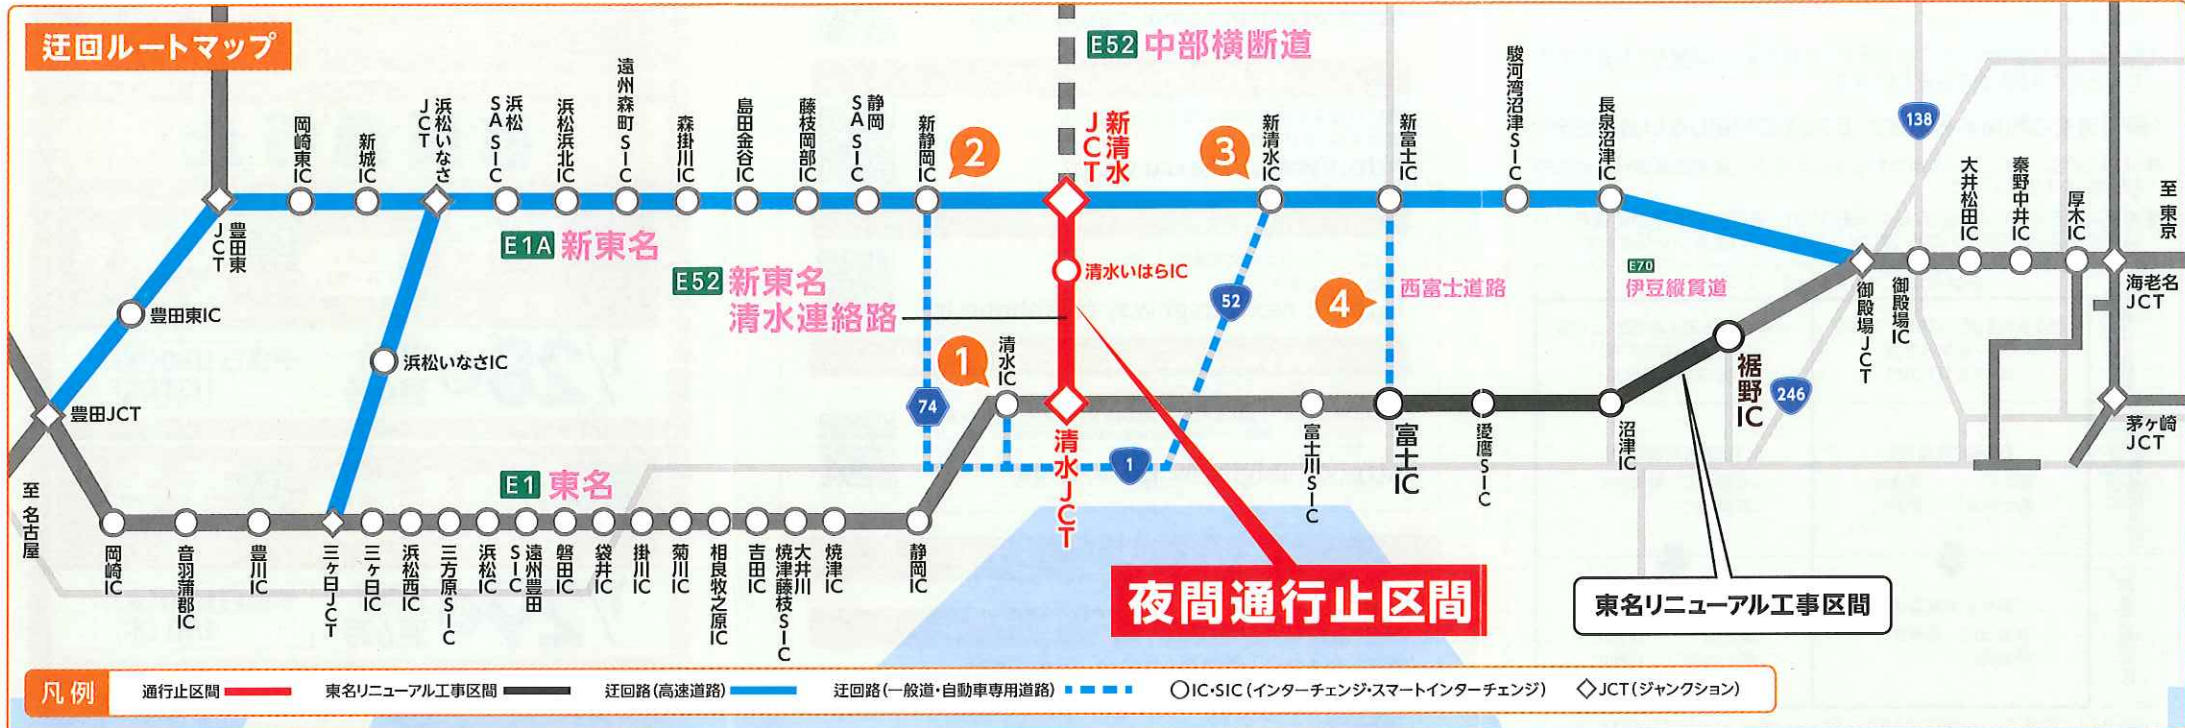 迂回ルートマップ
E52 中部横断道
岡崎東IC
新城IC
浜松いなさJCT
浜松SASIC
浜松浜北IC
遠州森町SIC
森掛川IC
島田金谷IC
藤枝岡部IC
静岡SASIC
新静岡IC
2
新清水JCT
3
新清水IC
新富士IC
駿河湾沼津SIC
長泉沼津IC
138
大井松田IC
秦野中井IC
厚木IC
至 東京
豊田東JCT
E1A 新東名
E52 新東名
清水連絡路
清水いはらIC
52
4
西富士道路
E70
伊豆縦貫道
御殿場JCT
御殿場IC
海老名JCT
豊田東IC
浜松いなさIC
1
清水IC
裾野IC
246
豊田JCT
74
清水JCT
1
富士川SIC
富士IC
愛鷹SIC
沼津IC
茅ヶ崎JCT
至 名古屋
E1 東名
岡崎IC
音羽蒲郡IC
豊川IC
三ヶ日JCT
三ヶ日IC
浜松西IC
三方原SIC
浜松IC
遠州豊田SIC
磐田IC
袋井IC
掛川IC
菊川IC
相良牧之原IC
吉田IC
大井川焼津藤枝SIC
焼津IC
静岡IC
夜間通行止区間
東名リニューアル工事区間
凡例
通行止区間 東名リニューアル工事区間 迂回路(高速道路) 迂回路(一般道・自動車専用道路) IC・SIC(インターチェンジ・スマートインターチェンジ) JCT(ジャンクション)